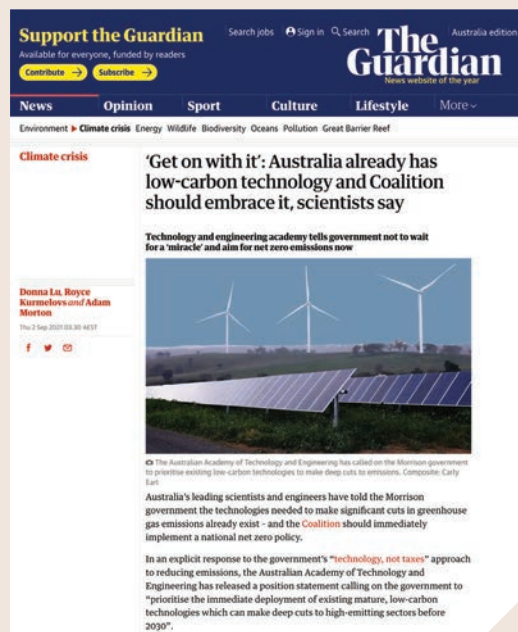 Support the Guardian
Available for everyone, funded by readers
Contribute →
Subscribe →
Search jobs
Sign in
Search
Australia edition
The
Guardian
News website of the year
News
Opinion
Sport
Culture
Lifestyle
More
Environment
Climate crisis
Energy
Wildlife
Biodiversity
Oceans
Pollution
Great Barrier Reef
Climate crisis
‘Get on with it’: Australia already has
low-carbon technology and Coalition
should embrace it, scientists say
Technology and engineering academy tells government not to wait
for a ‘miracle’ and aim for net zero emissions now
Donna Lu, Royce
Kurmelovs and Adam
Morton
Thu 2 Sep 2021 03.30 AEST
The Australian Academy of Technology and Engineering has called on the Morrison government
to prioritise existing low-carbon technologies to make deep cuts to emissions. Composite: Carly
Earl
Australia’s leading scientists and engineers have told the Morrison
government the technologies needed to make significant cuts in greenhouse
gas emissions already exist – and the Coalition should immediately
implement a national net zero policy.
In an explicit response to the government’s “technology, not taxes” approach
to reducing emissions, the Australian Academy of Technology and
Engineering has released a position statement calling on the government to
“prioritise the immediate deployment of existing mature, low-carbon
technologies which can make deep cuts to high-emitting sectors before
2030”.